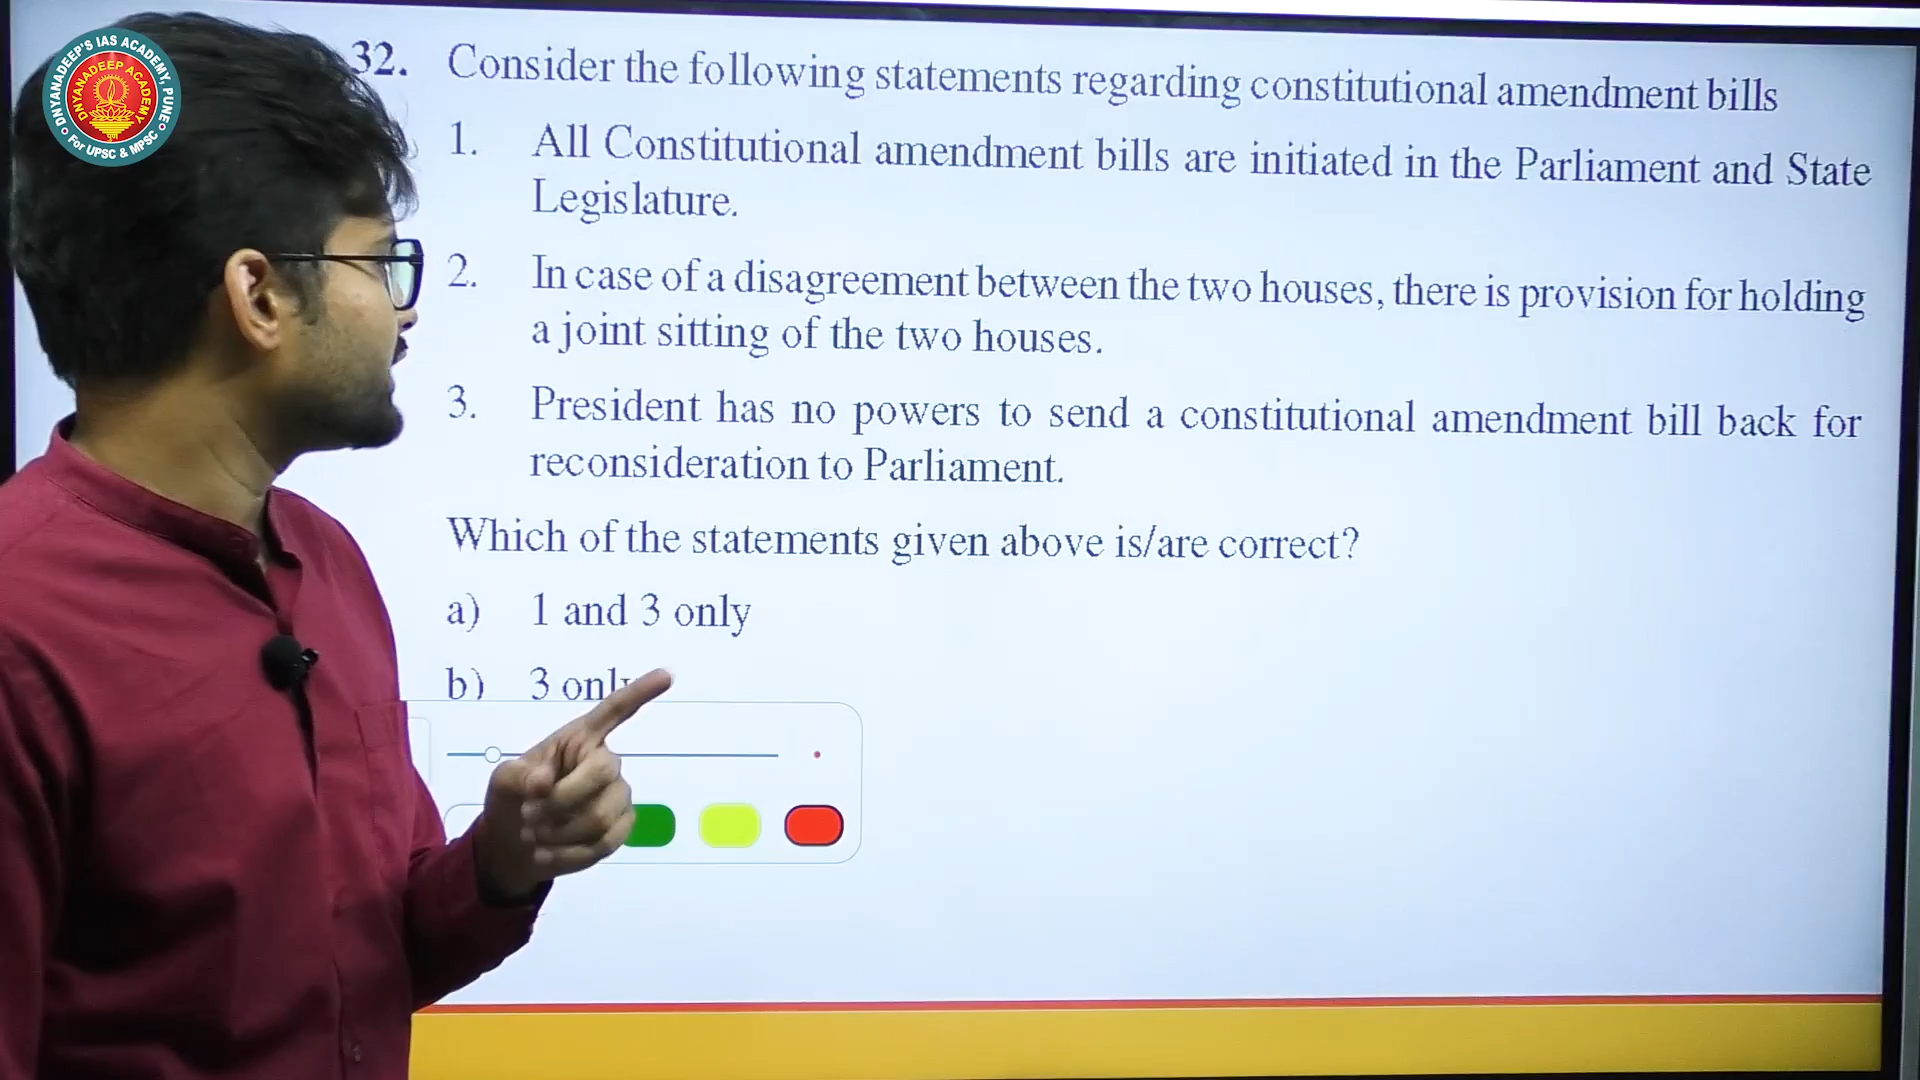 DNYANADEEP'S IAS ACADEMY, PUNE
DNYANADEEP ACADEMY
पुणे
For UPSC & MPSC
32. Consider the following statements regarding constitutional amendment bills
1. All Constitutional amendment bills are initiated in the Parliament and State
Legislature.
2. In case of a disagreement between the two houses, there is provision for holding
a joint sitting of the two houses.
3. President has no powers to send a constitutional amendment bill back for
reconsideration to Parliament.
Which of the statements given above is/are correct?
a) 1 and 3 only
b) 3 only